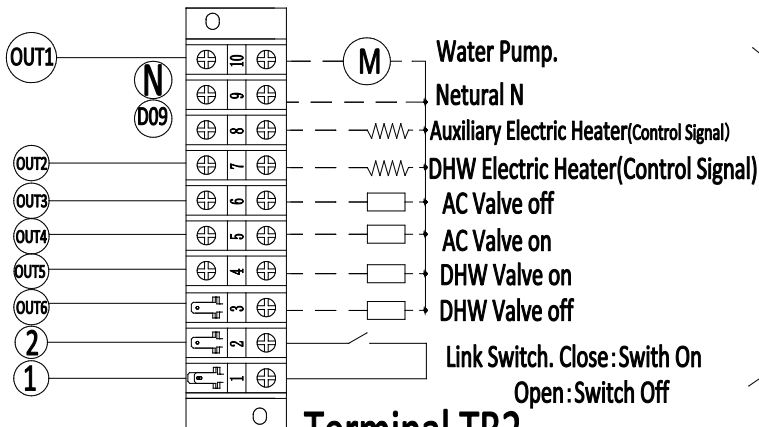 OUT1 10 M Water Pump.
N 9 Netural N
D09 8 Auxiliary Electric Heater(Control Signal)
OUT2 7 DHW Electric Heater(Control Signal)
OUT3 6 AC Valve off
OUT4 5 AC Valve on
OUT5 4 DHW Valve on
OUT6 3 DHW Valve off
2 2
Link Switch. Close:Swith On
1 1
Open:Switch Off
Terminal TB2